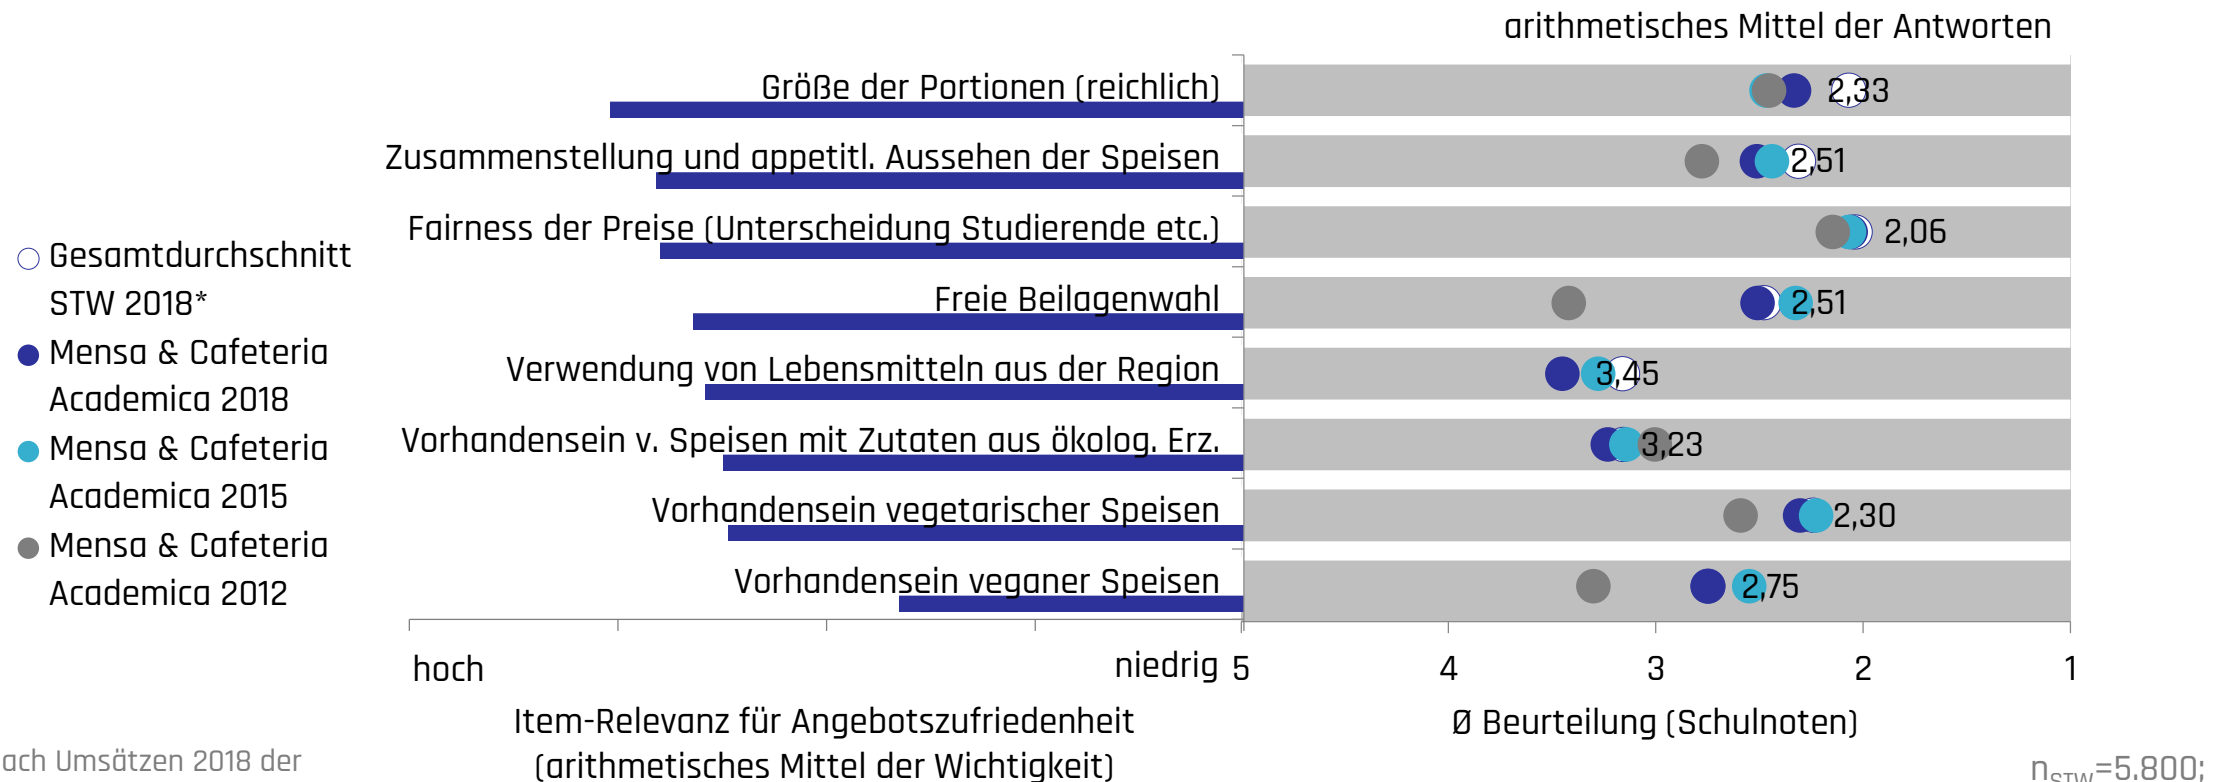 arithmetisches Mittel der Antworten
Größe der Portionen (reichlich)
2,33
Zusammenstellung und appetitl. Aussehen der Speisen
2,51
Fairness der Preise (Unterscheidung Studierende etc.)
2,06
Freie Beilagenwahl
2,51
Verwendung von Lebensmitteln aus der Region
3,45
Vorhandensein v. Speisen mit Zutaten aus ökolog. Erz.
3,23
Vorhandensein vegetarischer Speisen
2,30
Vorhandensein veganer Speisen
2,75
Gesamtdurchschnitt
STW 2018*
Mensa & Cafeteria
Academica 2018
Mensa & Cafeteria
Academica 2015
Mensa & Cafeteria
Academica 2012
hoch
niedrig
5 4 3 2 1
Item-Relevanz für Angebotszufriedenheit
(arithmetisches Mittel der Wichtigkeit)
Ø Beurteilung (Schulnoten)
ach Umsätzen 2018 der
nSTW=5.800;